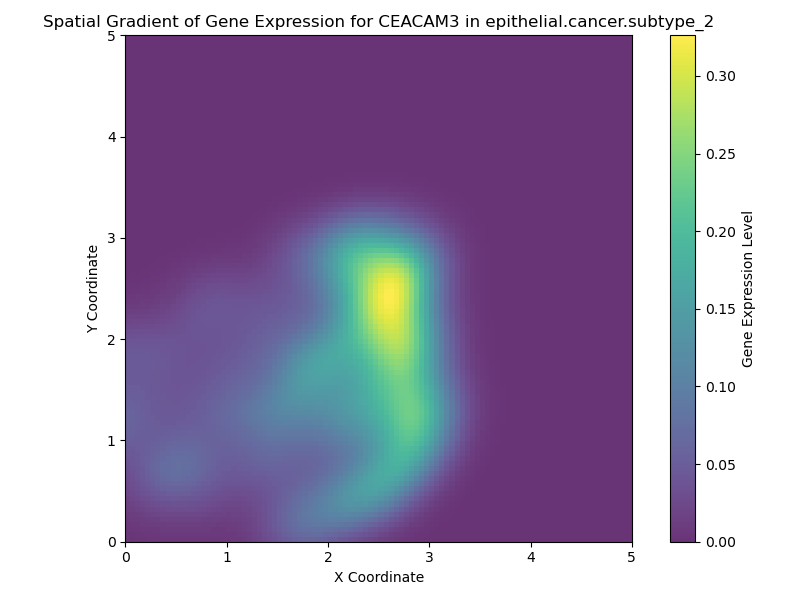 Spatial Gradient of Gene Expression for CEACAM3 in epithelial.cancer.subtype_2
5
4
3
2
1
0
Y Coordinate
0 1 2 3 4 5
X Coordinate
0.30
0.25
0.20
0.15
0.10
0.05
0.00
Gene Expression Level